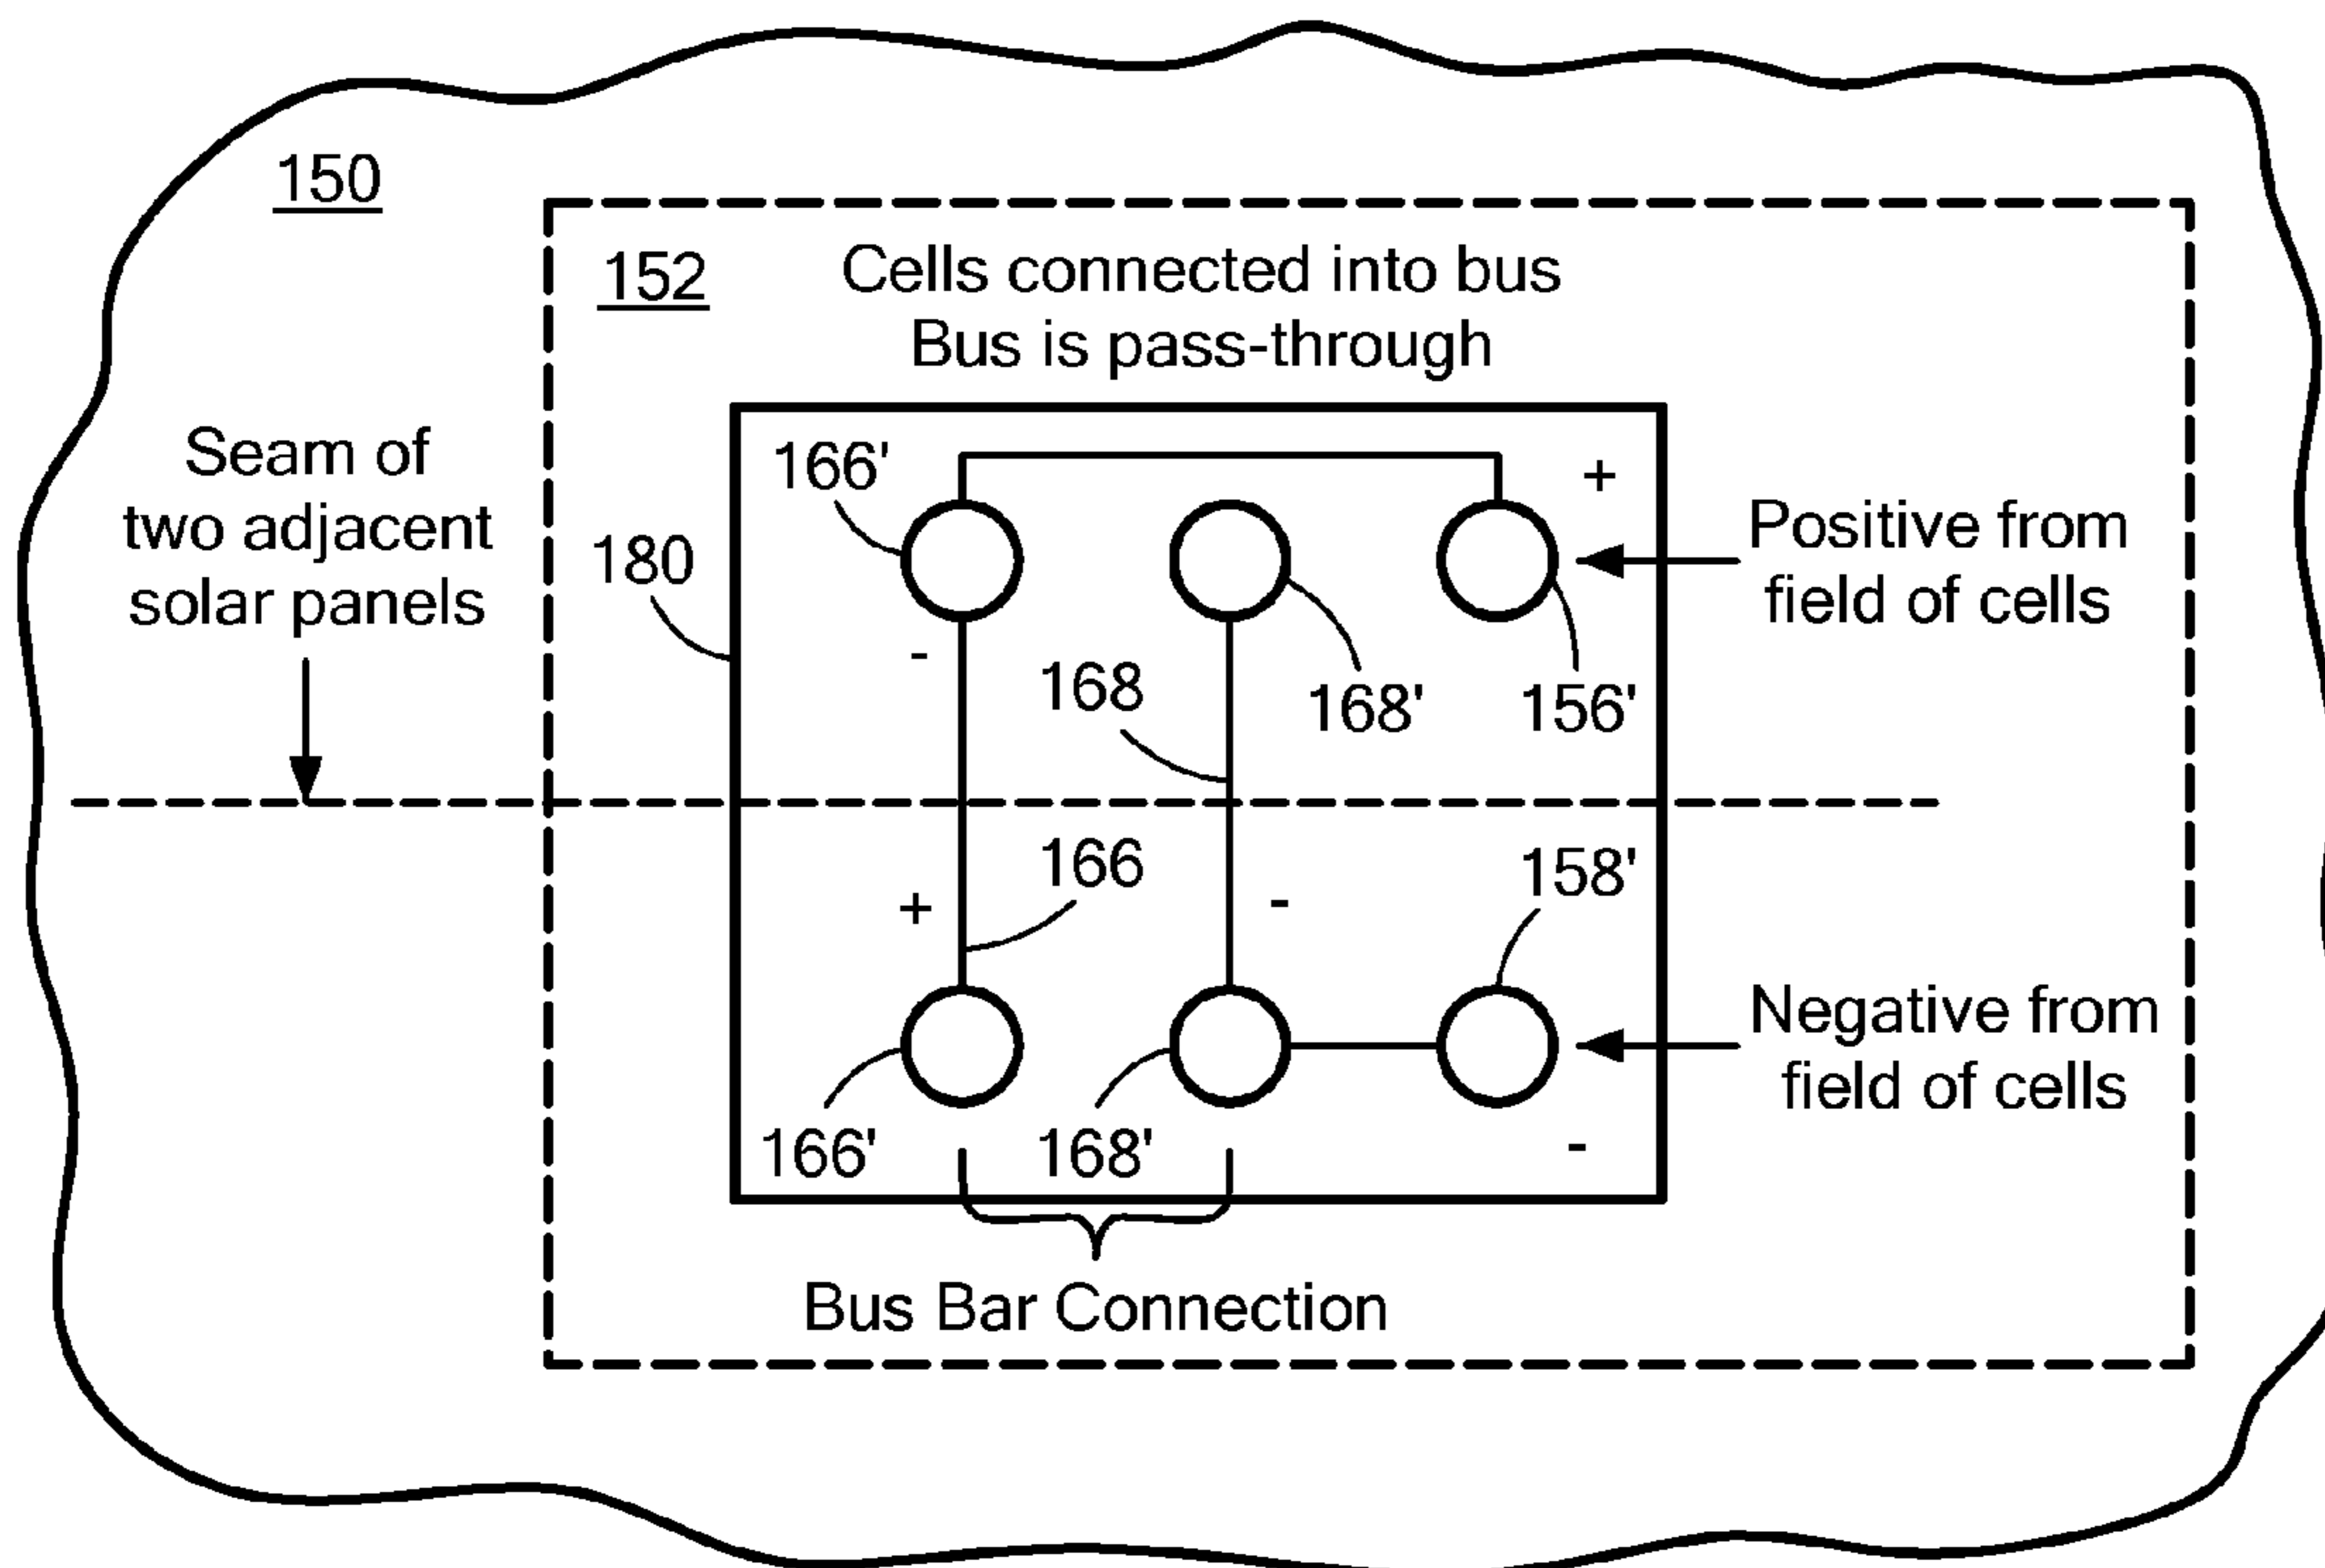 150
152
Cells connected into bus
Bus is pass-through
Seam of
two adjacent
solar panels
166'
+
180
Positive from
field of cells
-
168
168'
156'
166
158'
+
-
Negative from
field of cells
166'
168'
-
Bus Bar Connection